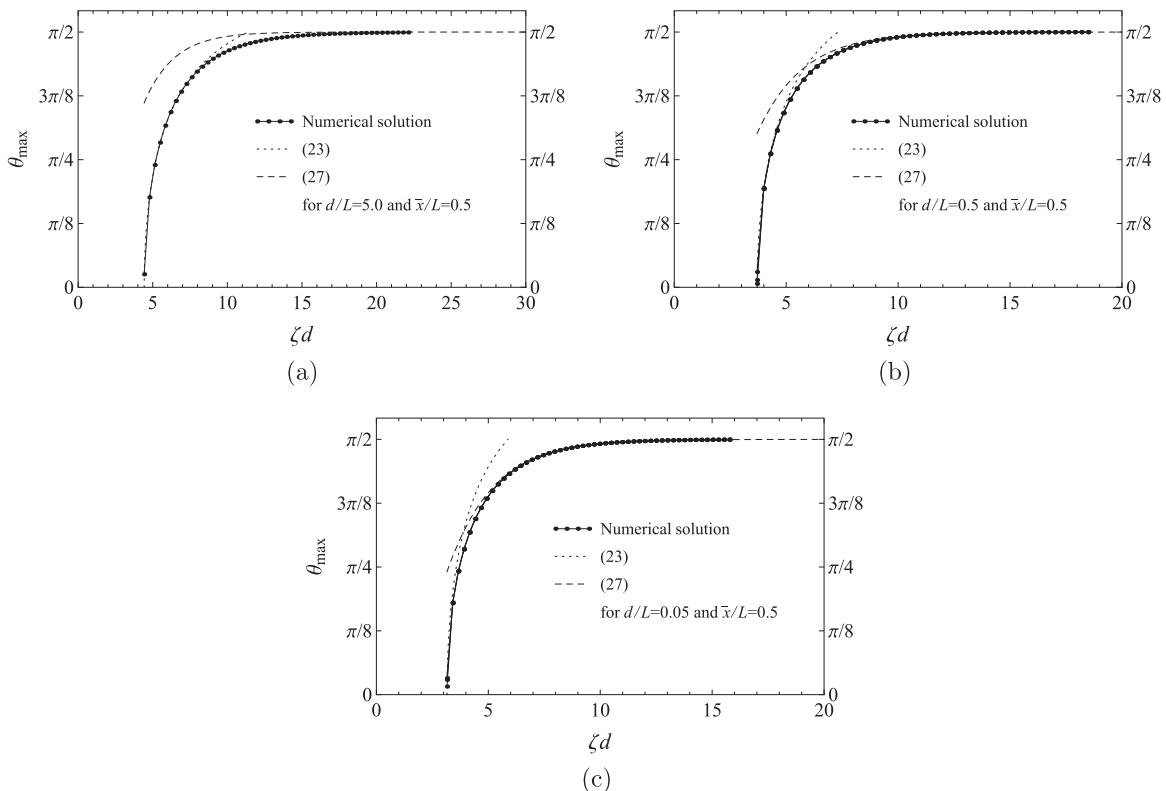 π/2
3π/8
π/4
π/8
0
θmax
π/2
3π/8
π/4
π/8
0
Numerical solution
(23)
(27)
for d/L=5.0 and x̅/L=0.5
0 5 10 15 20 25 30
ζd
(a)
π/2
3π/8
π/4
π/8
0
θmax
π/2
3π/8
π/4
π/8
0
Numerical solution
(23)
(27)
for d/L=0.5 and x̅/L=0.5
0 5 10 15 20
ζd
(b)
π/2
3π/8
π/4
π/8
0
θmax
π/2
3π/8
π/4
π/8
0
Numerical solution
(23)
(27)
for d/L=0.05 and x̅/L=0.5
0 5 10 15 20
ζd
(c)